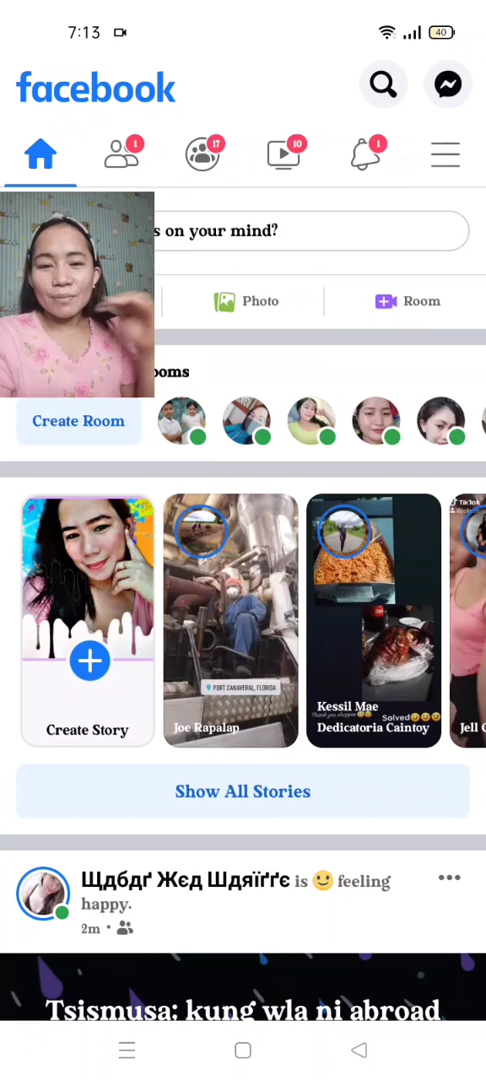 7:13
40
facebook
1
17
10
1
s on your mind?
Photo
Room
ooms
Create Room
TikTok
PORT CANAVERAL, FLORIDA
Joe Rapalap
Kessil Mae
Dedicatoria Caintoy
Solved
Jell
Create Story
Show All Stories
Щдбдґ Жєд Шдяїґґє is 🙂 feeling
happy.
2m
Tsismusa: kung wla ni abroad